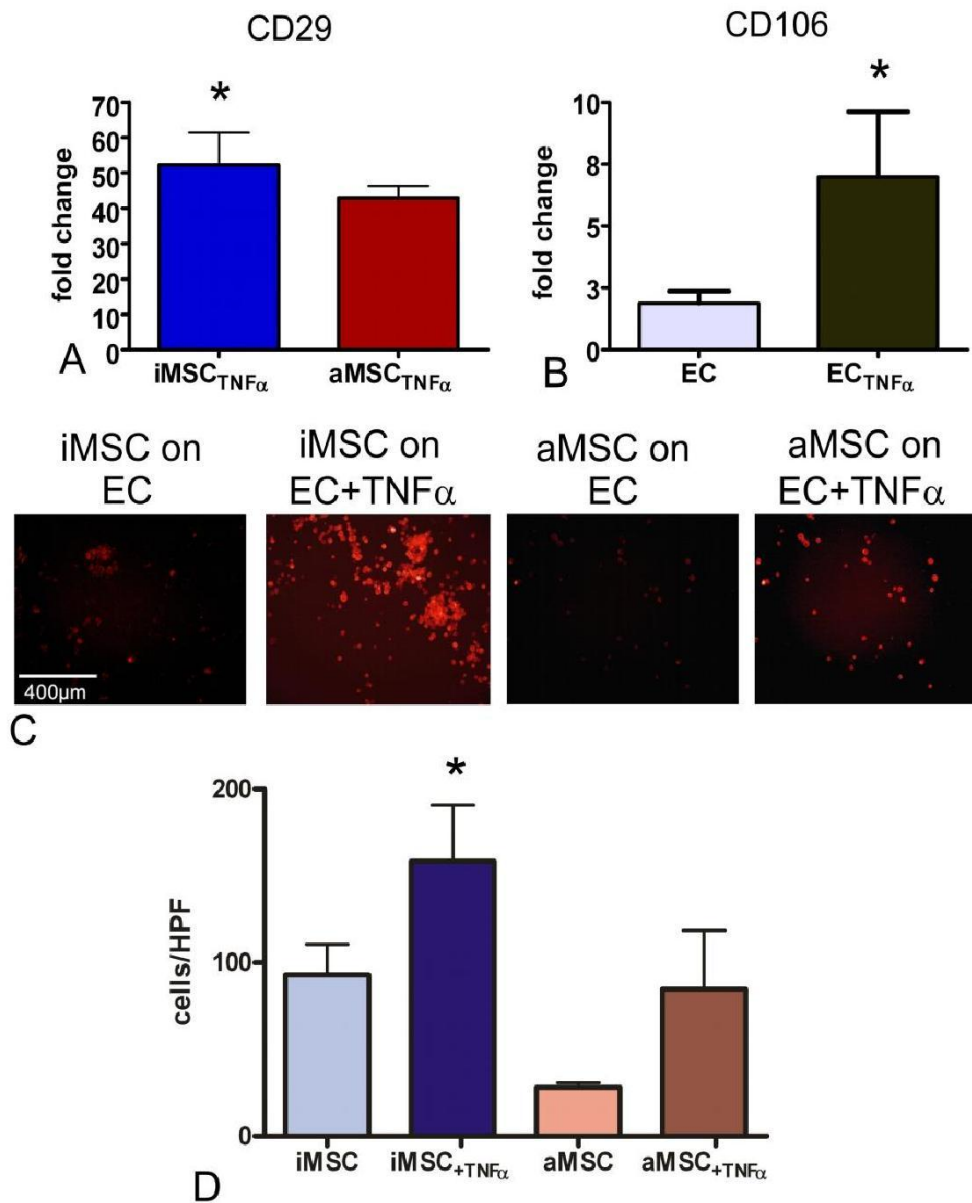 CD29
CD106
*
*
70
60
50
40
30
20
10
0
fold change
iMSCTNFα
aMSCTNFα
A
10
8
5
3
0
fold change
EC
ECTNFα
B
iMSC on
EC
iMSC on
EC+TNFα
aMSC on
EC
aMSC on
EC+TNFα
400µm
C
*
200
100
0
cells/HPF
iMSC
iMSC+TNFα
aMSC
aMSC+TNFα
D